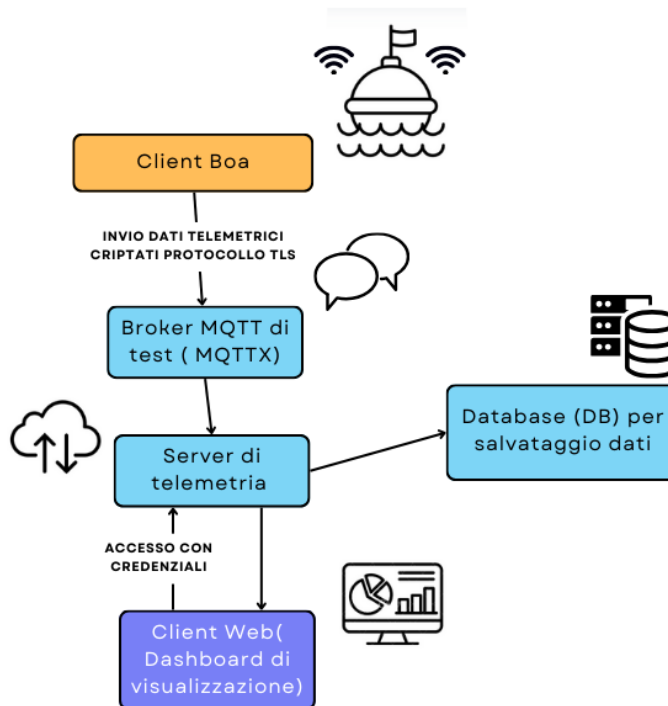 Client Boa
INVIO DATI TELEMETRICI
CRIPTATI PROTOCOLLO TLS
Broker MQTT di
test ( MQTTX)
Database (DB) per
salvataggio dati
Server di
telemetria
ACCESSO CON
CREDENZIALI
Client Web(
Dashboard di
visualizzazione)